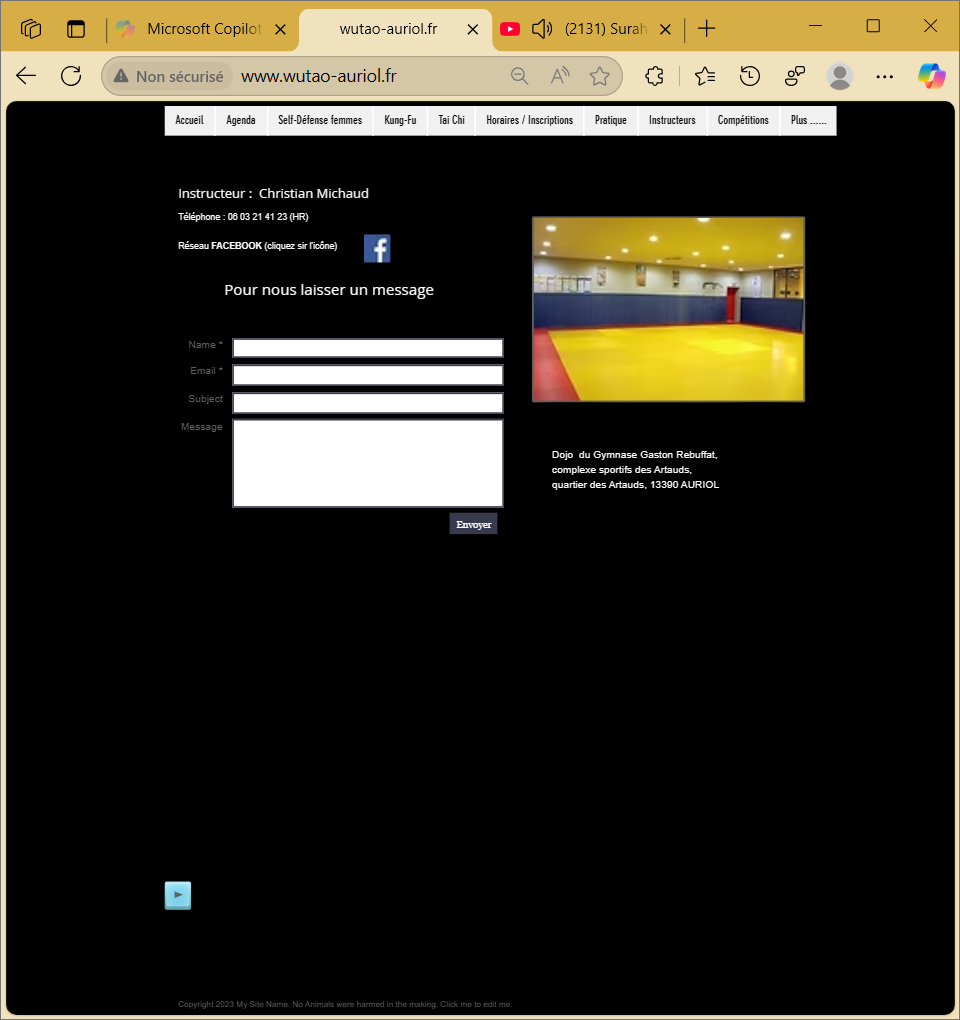 Microsoft Copilot
wutao-auriol.fr
(2131) Surah
Non sécurisé
www.wutao-auriol.fr
Accueil
Agenda
Self-Défense femmes
Kung-Fu
Tai Chi
Horaires / Inscriptions
Pratique
Instructeurs
Compétitions
Plus ......
Instructeur :  Christian Michaud
Téléphone : 06 03 21 41 23 (HR)
Réseau FACEBOOK (cliquez sir l'icône)
Pour nous laisser un message
Name *
Email *
Subject
Message
Envoyer
Dojo  du Gymnase Gaston Rebuffat,
complexe sportifs des Artauds,
quartier des Artauds, 13390 AURIOL
Copyright 2023 My Site Name. No Animals were harmed in the making. Click me to edit me.